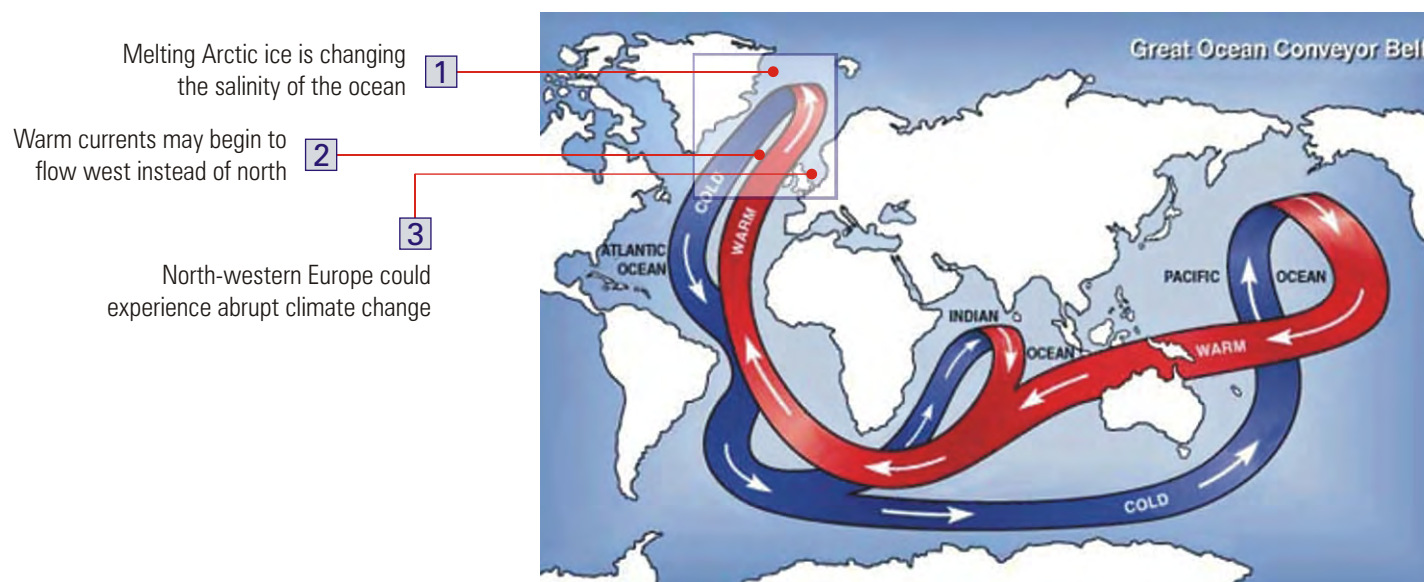 Great Ocean Conveyor
Melting Arctic ice is changing
the salinity of the ocean
1
Warm currents may begin to
flow west instead of north
2
3
North-western Europe could
experience abrupt climate change
COLD
WARM
ATLANTIC
OCEAN
INDIAN
OCEAN
PACIFIC
OCEAN
WARM
COLD